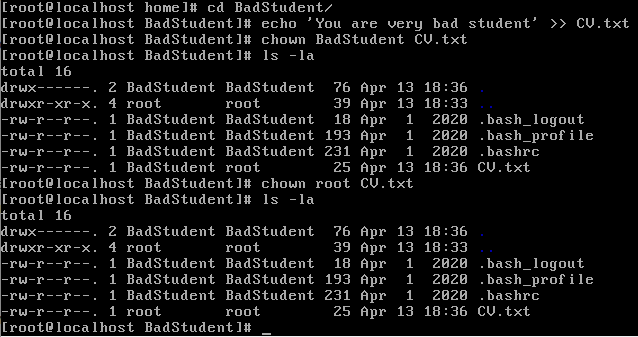 [root@localhost home]# cd BadStudent/
[root@localhost BadStudent]# echo 'You are very bad student' >> CV.txt
[root@localhost BadStudent]# chown BadStudent CV.txt
[root@localhost BadStudent]# ls -la
total 16
drwx------. 2 BadStudent BadStudent  76 Apr 13 18:36 .
drwxr-xr-x. 4 root       root        39 Apr 13 18:33 ..
-rw-r--r--. 1 BadStudent BadStudent  18 Apr  1  2020 .bash_logout
-rw-r--r--. 1 BadStudent BadStudent 193 Apr  1  2020 .bash_profile
-rw-r--r--. 1 BadStudent BadStudent 231 Apr  1  2020 .bashrc
-rw-r--r--. 1 BadStudent root        25 Apr 13 18:36 CV.txt
[root@localhost BadStudent]# chown root CV.txt
[root@localhost BadStudent]# ls -la
total 16
drwx------. 2 BadStudent BadStudent  76 Apr 13 18:36 .
drwxr-xr-x. 4 root       root        39 Apr 13 18:33 ..
-rw-r--r--. 1 BadStudent BadStudent  18 Apr  1  2020 .bash_logout
-rw-r--r--. 1 BadStudent BadStudent 193 Apr  1  2020 .bash_profile
-rw-r--r--. 1 BadStudent BadStudent 231 Apr  1  2020 .bashrc
-rw-r--r--. 1 root       root        25 Apr 13 18:36 CV.txt
[root@localhost BadStudent]# _